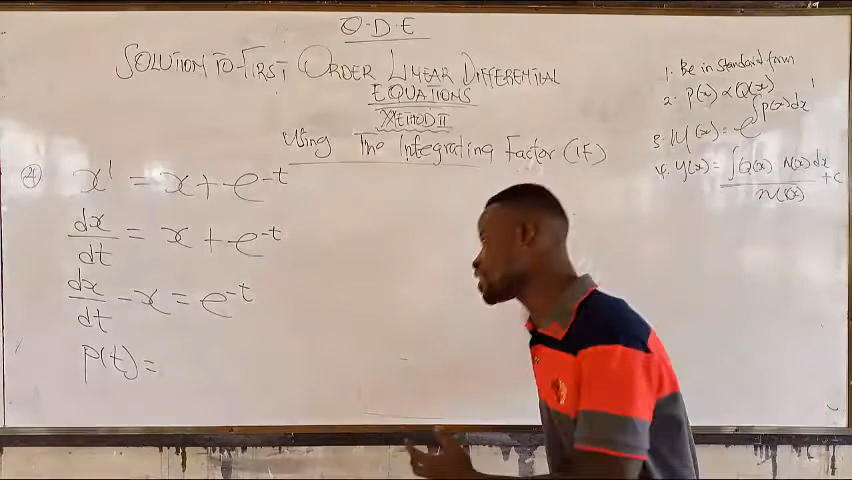 O.D.E
SOLUTION TO FIRST ORDER LINEAR DIFFERENTIAL
EQUATIONS
METHOD II
Using The Integrating Factor (IF)
1. Be in standard form
2. P(x) & Q(x)
3. M(x) = e^∫p(x)dx
4. y(x) = ∫Q(x) M(x) dx / M(x) + c
x' = x + e^-t
dx/dt = x + e^-t
dx/dt - x = e^-t
P(t) =